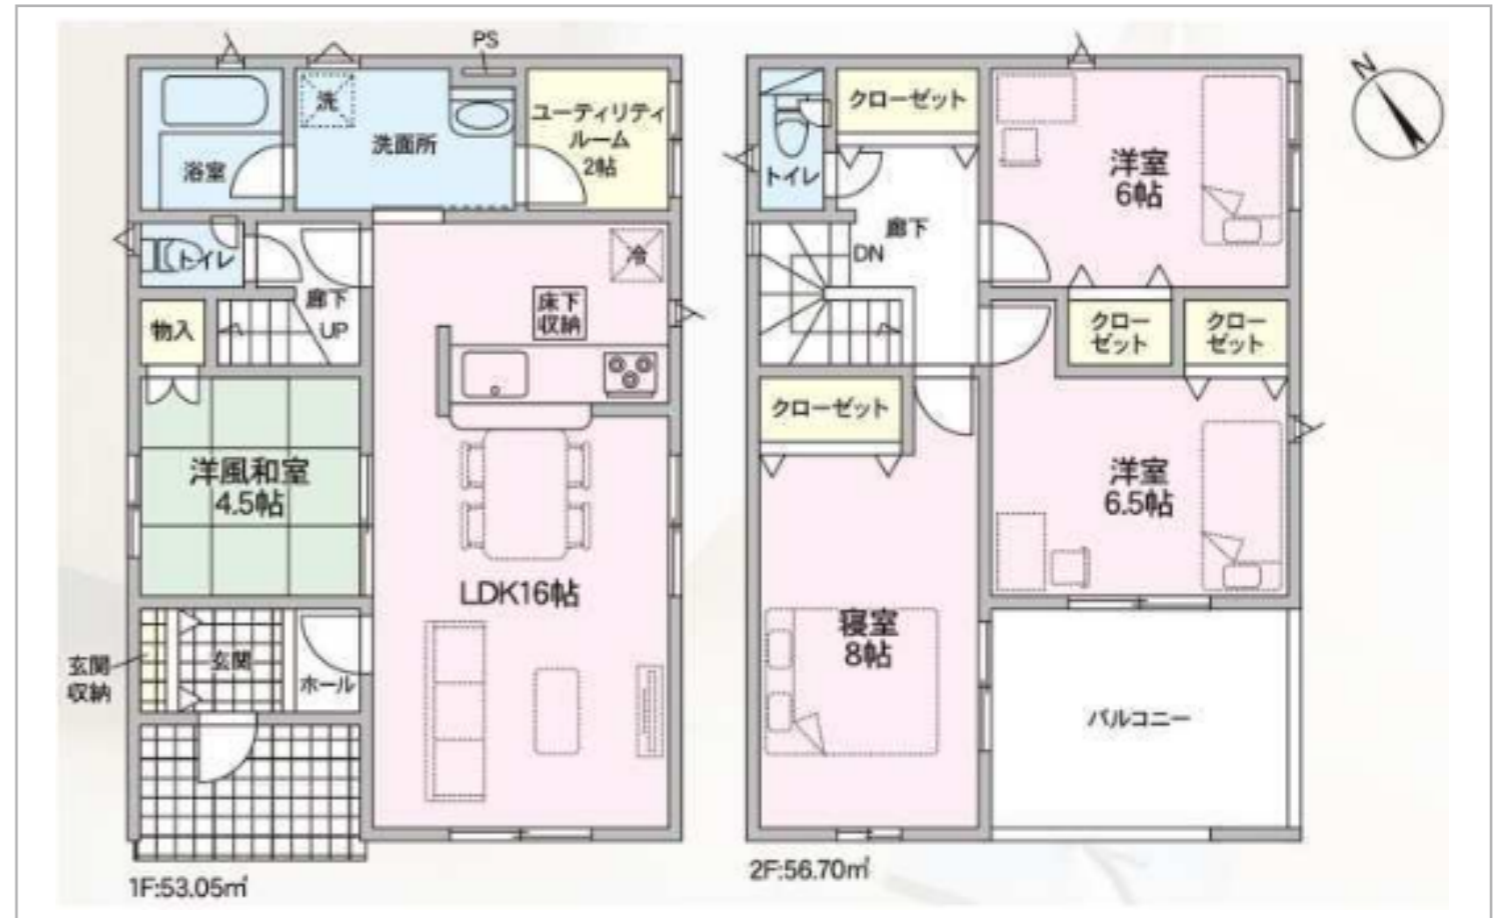 PS
洗
洗面所
ユーティリティ
ルーム
2帖
浴室
トイレ
廊下
UP
物入
冷
床下
収納
洋風和室
4.5帖
LDK16帖
玄関
収納
玄関
ホール
1F:53.05㎡
N
クローゼット
トイレ
洋室
6帖
廊下
DN
クロー
ゼット
クロー
ゼット
クローゼット
洋室
6.5帖
寝室
8帖
バルコニー
2F:56.70㎡